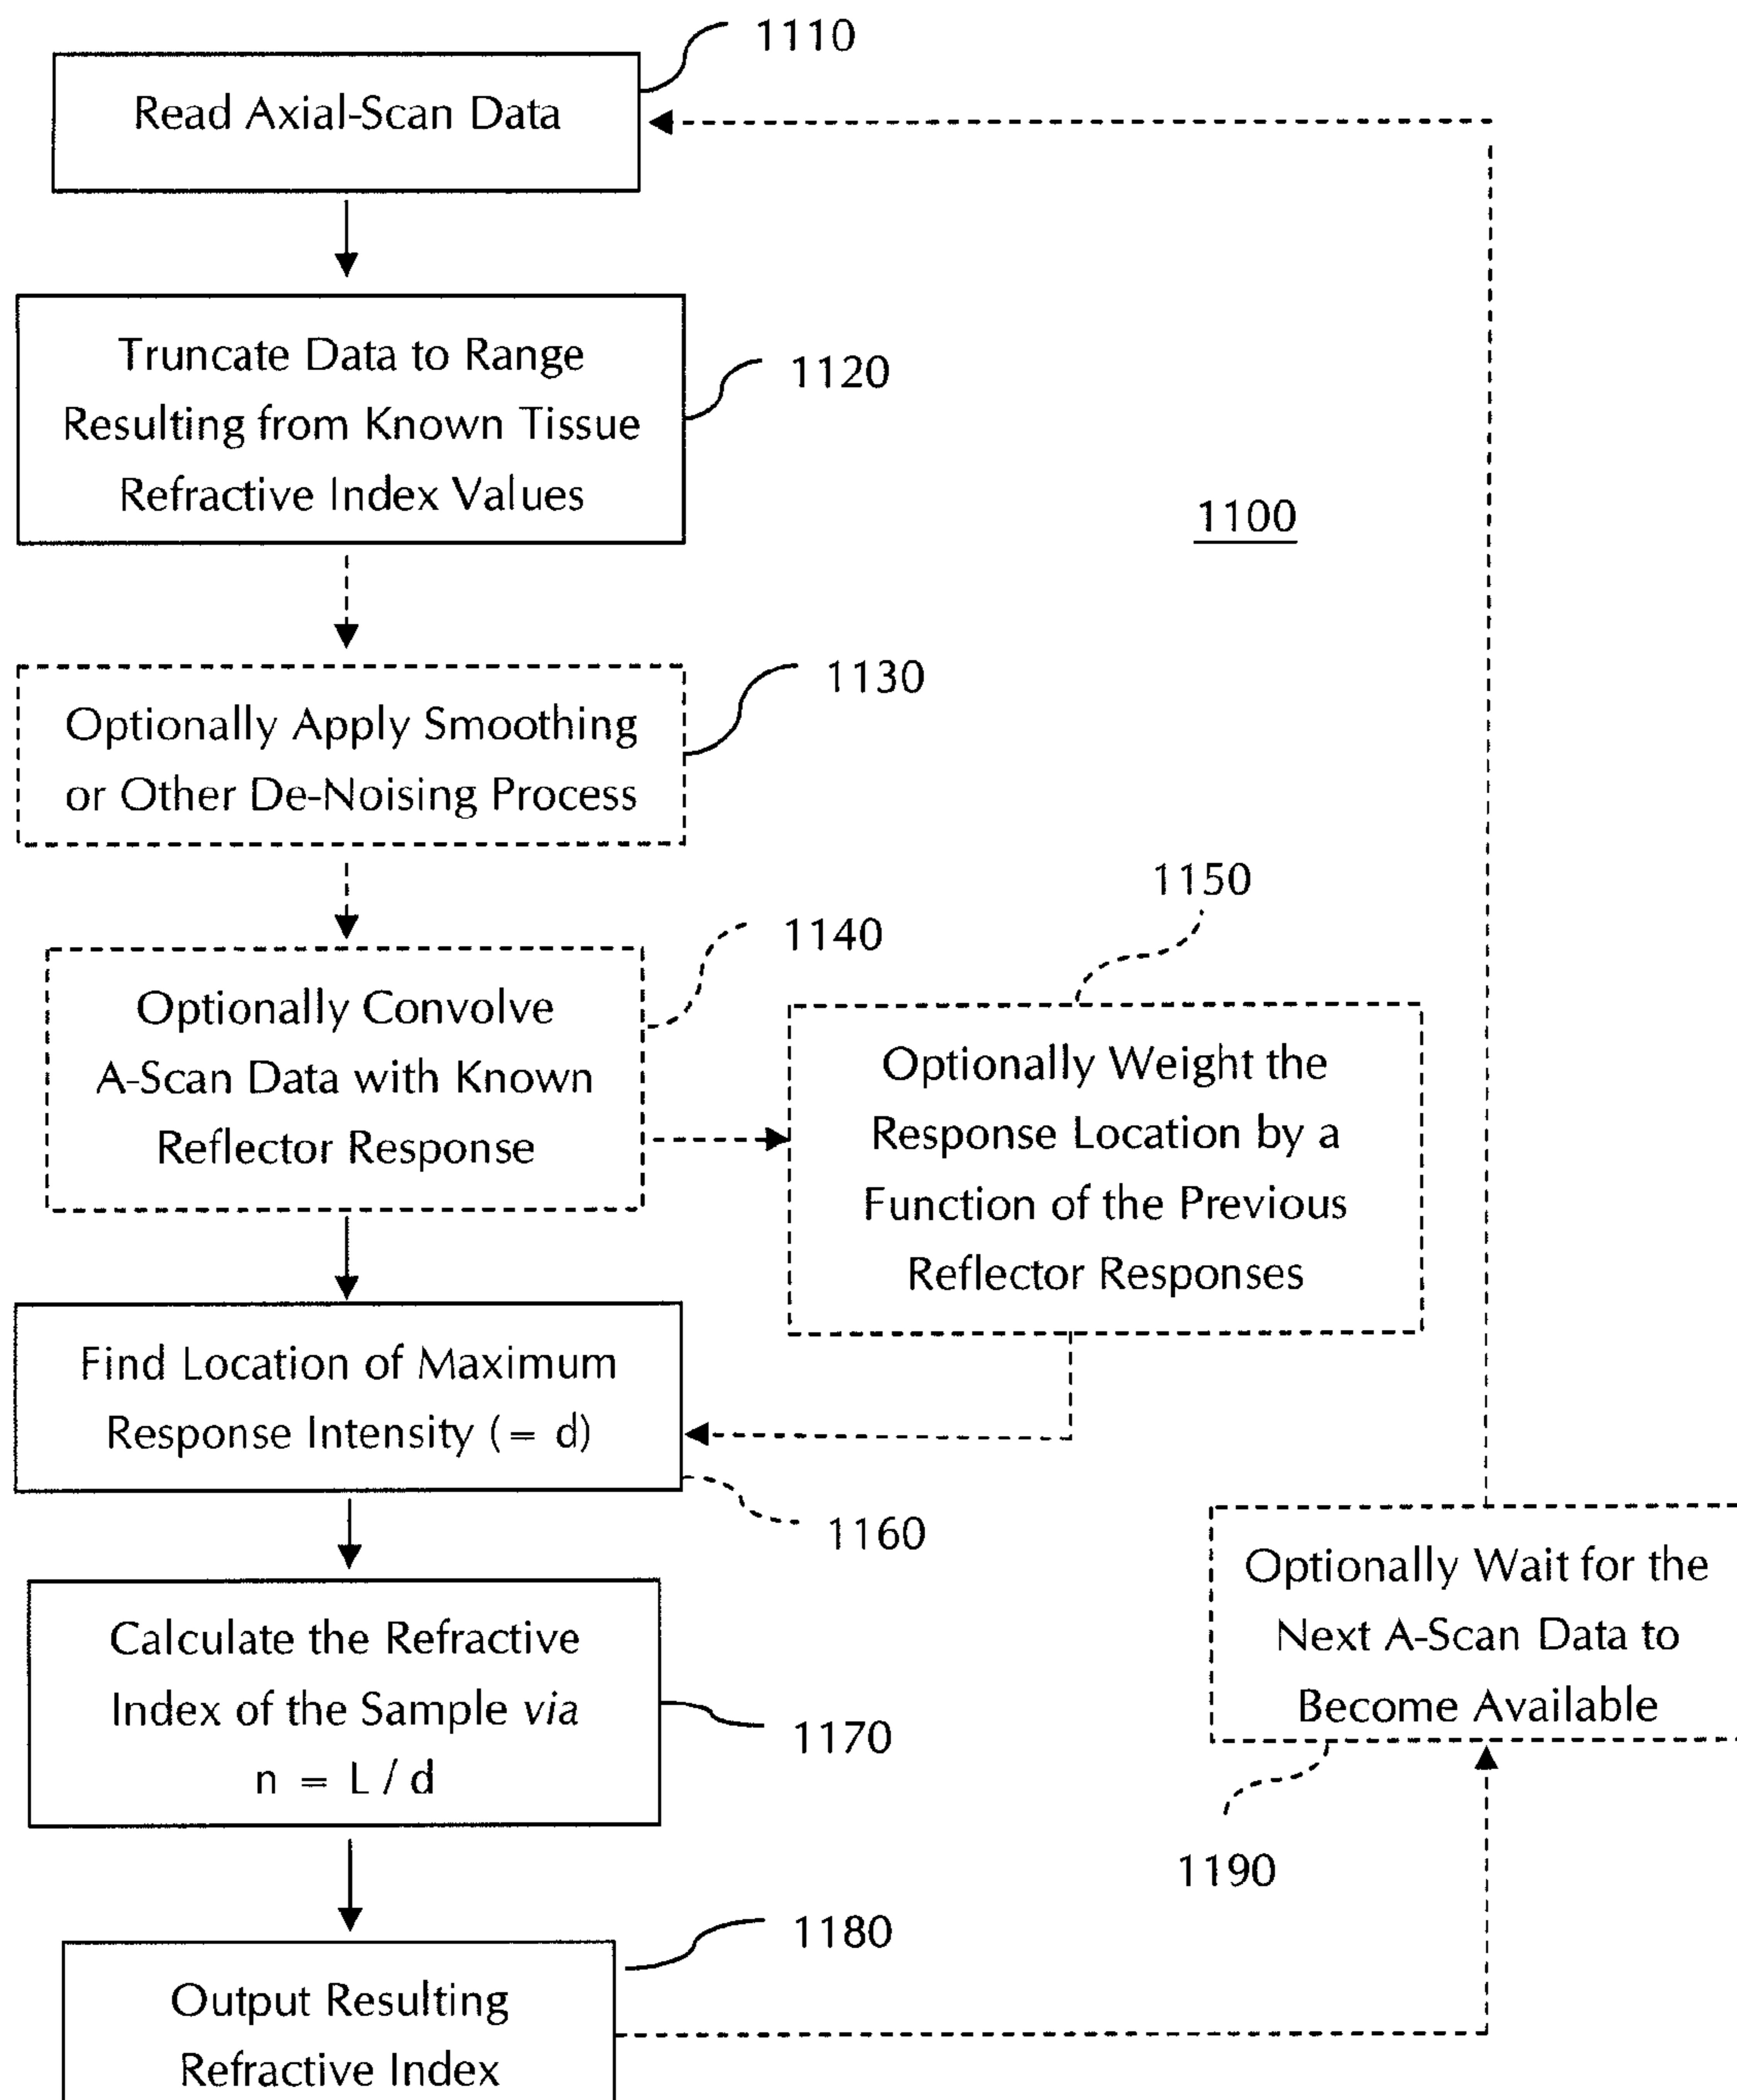 1110
Read Axial-Scan Data
Truncate Data to Range
Resulting from Known Tissue
Refractive Index Values
1120
1100
1130
Optionally Apply Smoothing
or Other De-Noising Process
1140
Optionally Convolve
A-Scan Data with Known
Reflector Response
1150
Optionally Weight the
Response Location by a
Function of the Previous
Reflector Responses
Find Location of Maximum
Response Intensity (= d)
1160
Calculate the Refractive
Index of the Sample via
n = L / d
1170
1180
Output Resulting
Refractive Index
Optionally Wait for the
Next A-Scan Data to
Become Available
1190